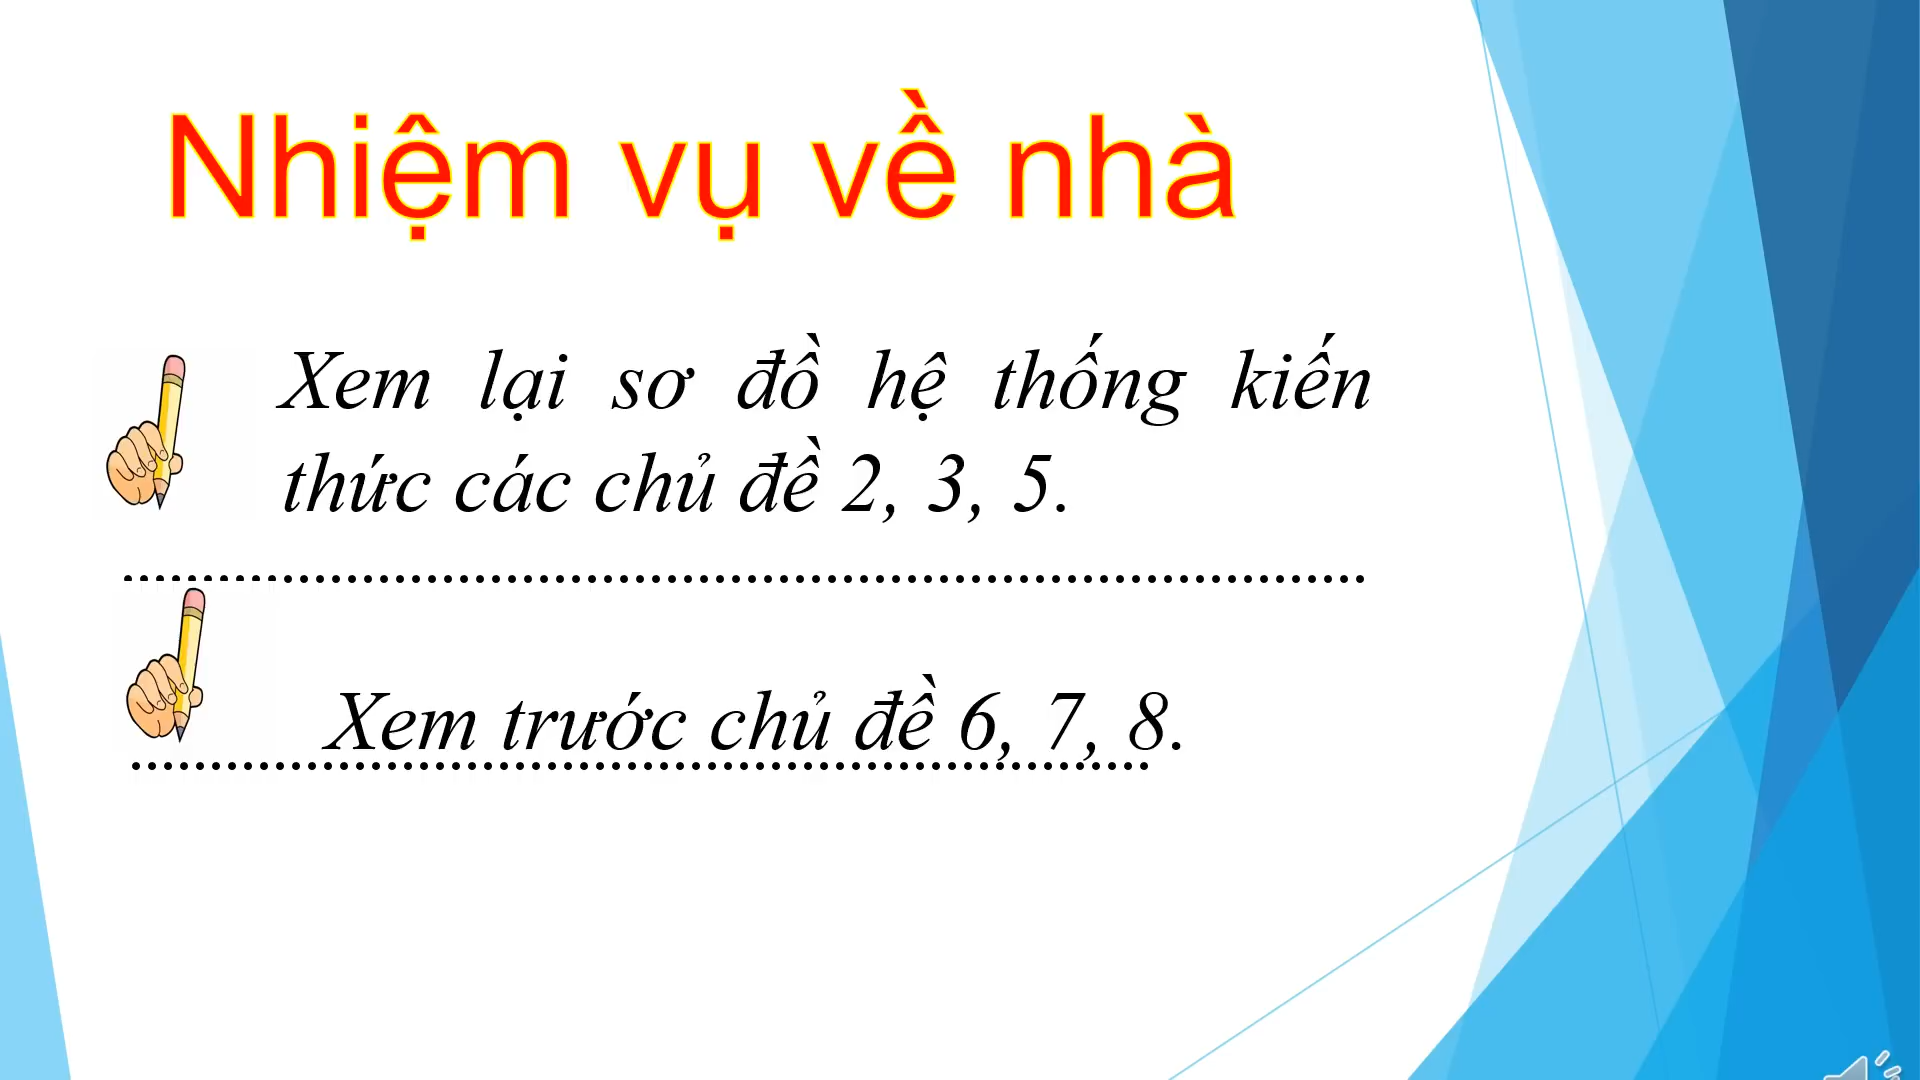 Nhiệm vụ về nhà
Xem lại sơ đồ hệ thống kiến
thức các chủ đề 2, 3, 5.
Xem trước chủ đề 6, 7, 8.